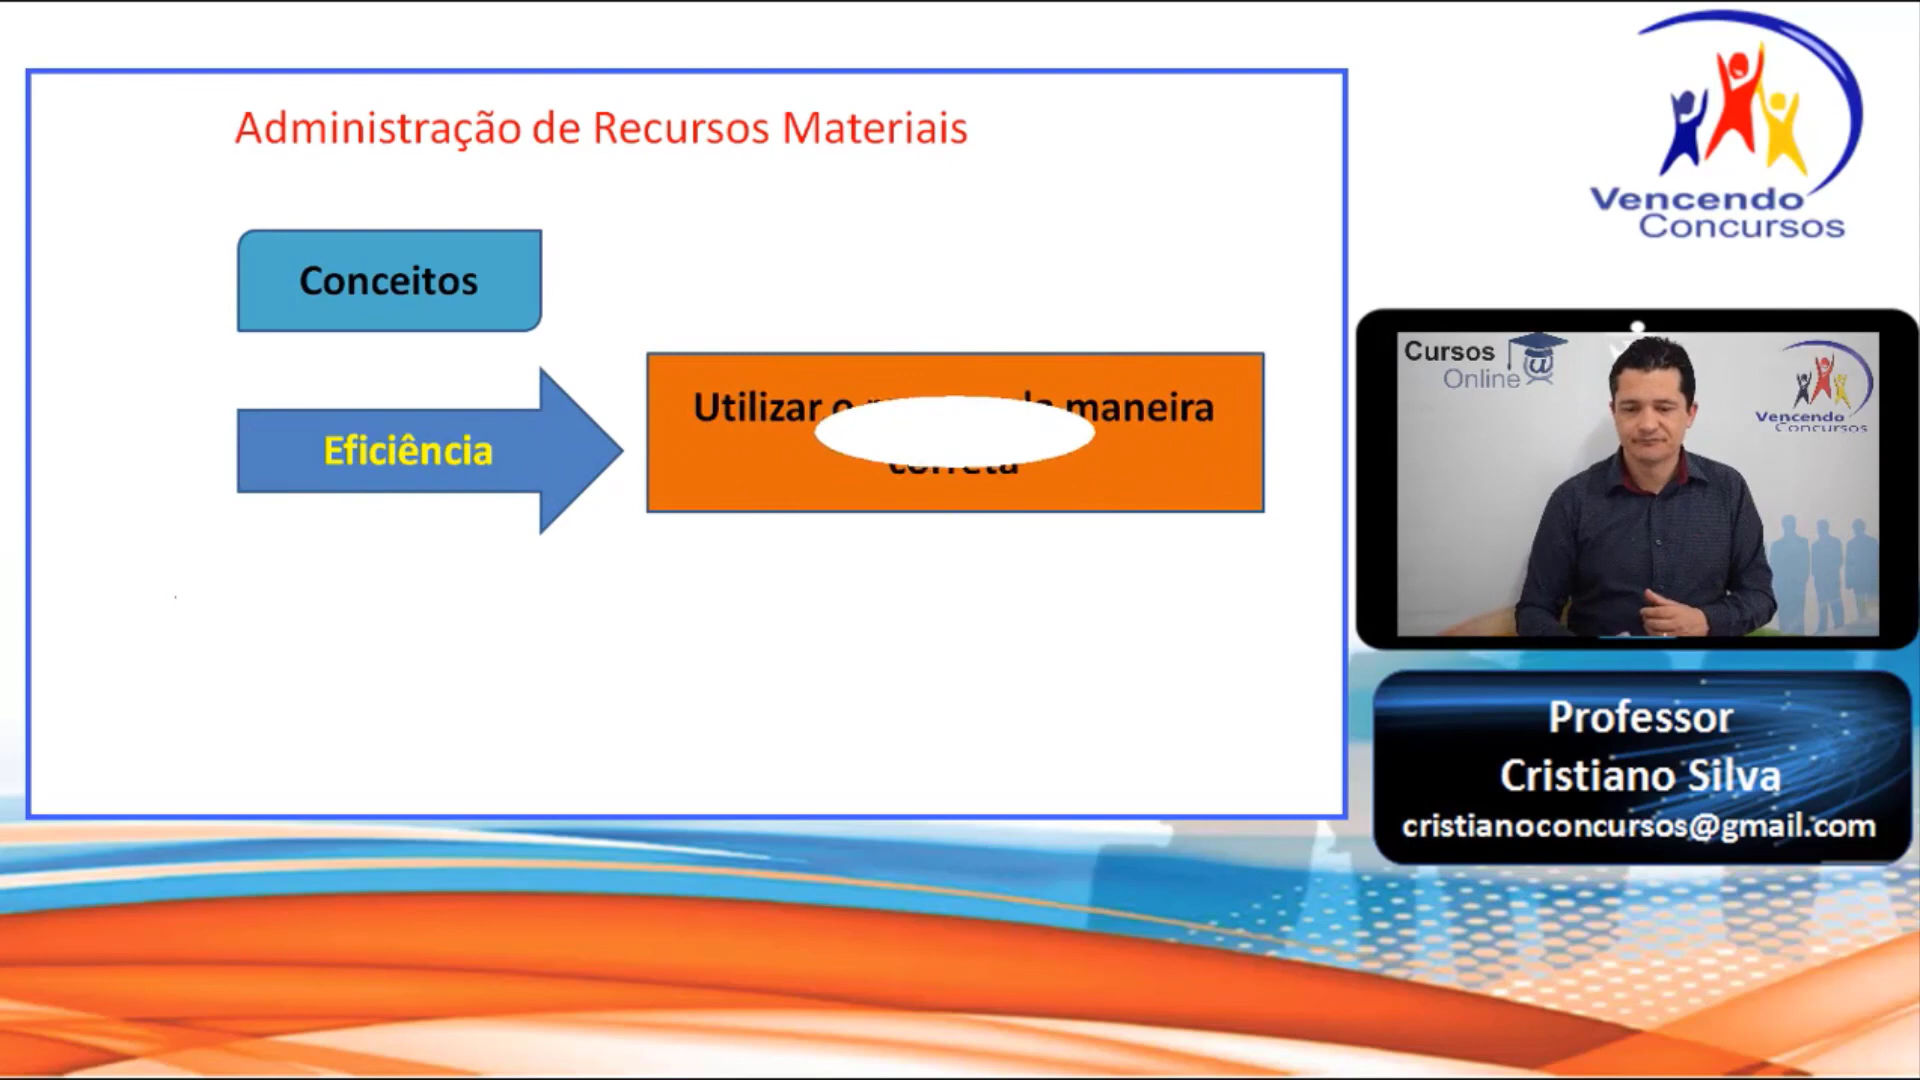 Administração de Recursos Materiais
Conceitos
Eficiência
Utilizar o maneira
correta
Vencendo
Concursos
Cursos
Online
Vencendo
Concursos
Professor
Cristiano Silva
cristianoconcursos@gmail.com